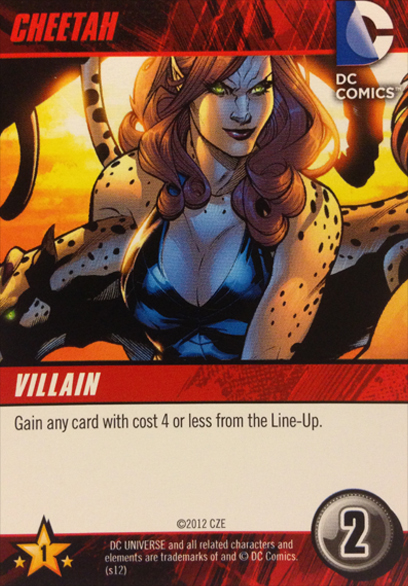 CHEETAH
DC COMICS™
VILLAIN
Gain any card with cost 4 or less from the Line-Up.
©2012 CZE
1
DC UNIVERSE and all related characters and
elements are trademarks of and © DC Comics.
(s12)
2